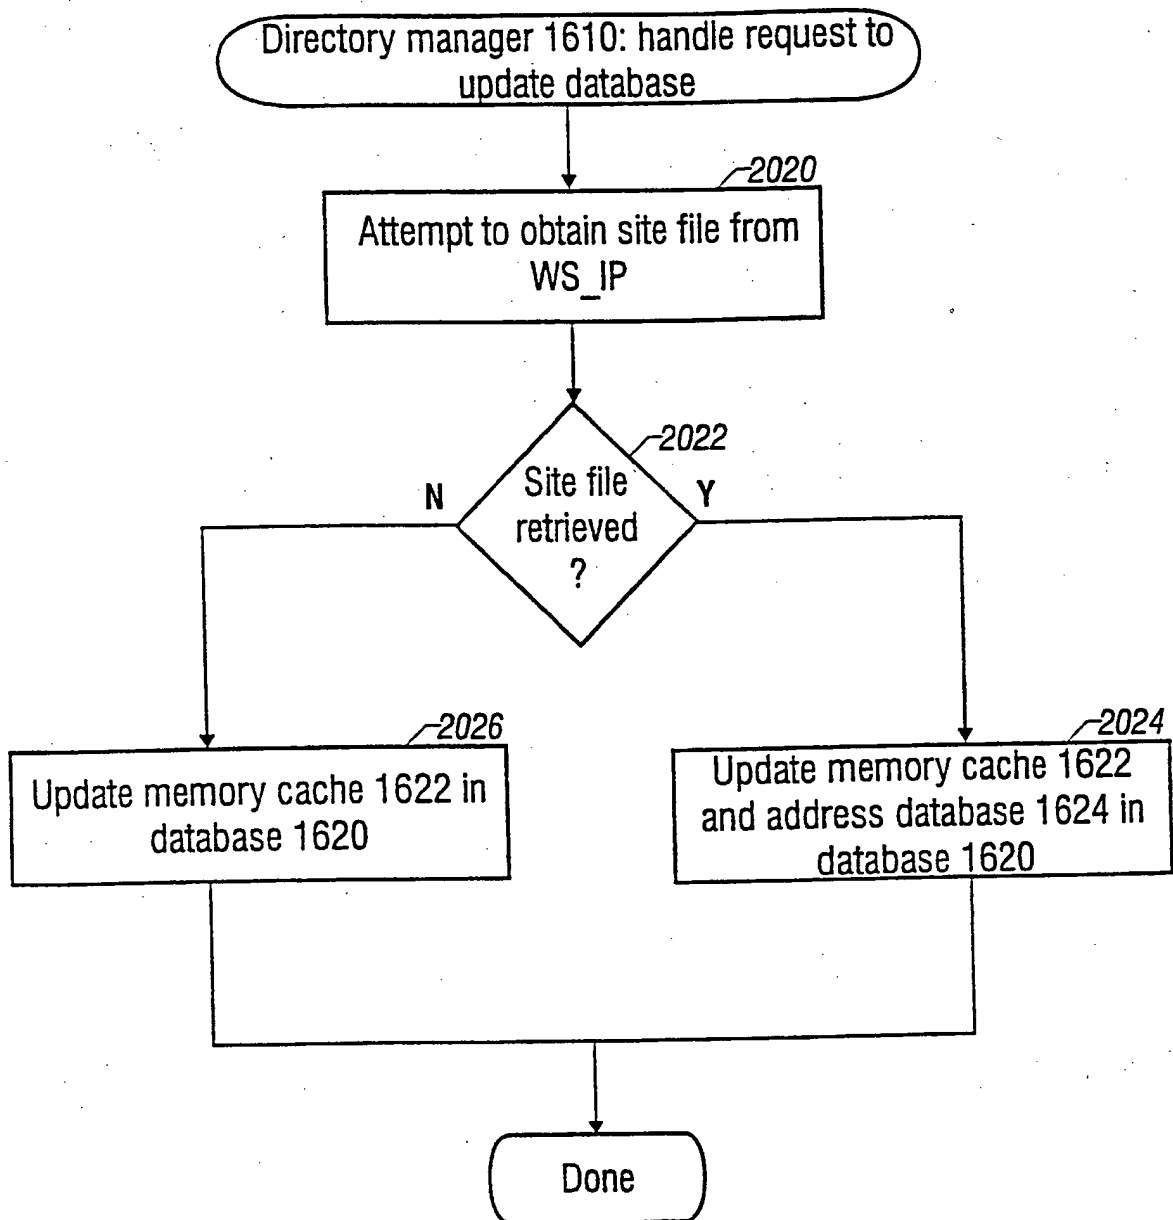 Directory manager 1610: handle request to
update database
2020
Attempt to obtain site file from
WS_IP
2022
Site file
retrieved
?
N
Y
2026
Update memory cache 1622 in
database 1620
2024
Update memory cache 1622
and address database 1624 in
database 1620
Done